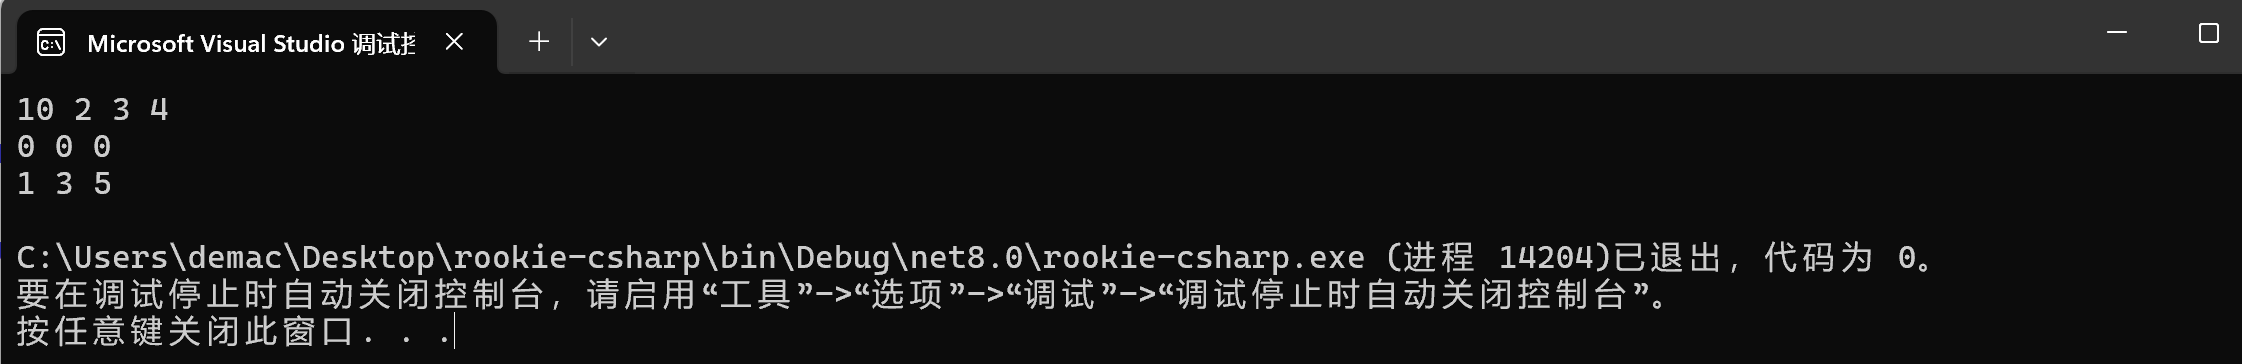 Microsoft Visual Studio 调试控
10 2 3 4
0 0 0
1 3 5
C:\Users\demac\Desktop\rookie-csharp\bin\Debug\net8.0\rookie-csharp.exe (进程 14204)已退出，代码为 0。
要在调试停止时自动关闭控制台，请启用“工具”->“选项”->“调试”->“调试停止时自动关闭控制台”。
按任意键关闭此窗口. . .